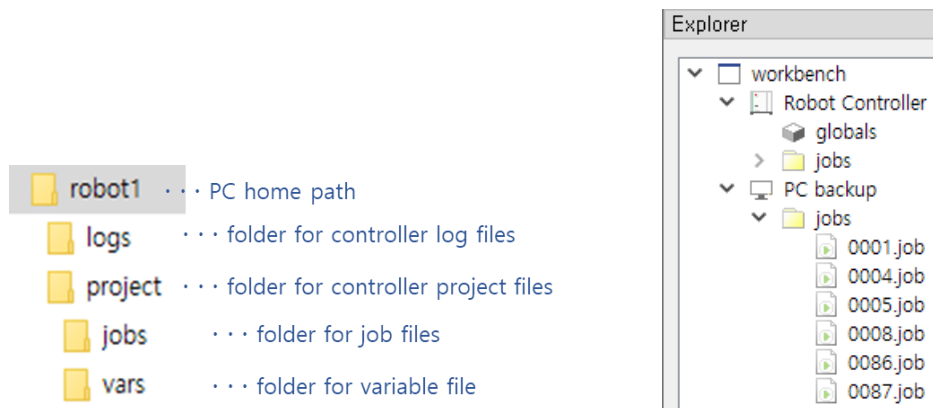 robot1 · · · PC home path
logs · · · folder for controller log files
project · · · folder for controller project files
jobs · · · folder for job files
vars · · · folder for variable file
Explorer
workbench
Robot Controller
globals
jobs
PC backup
jobs
0001.job
0004.job
0005.job
0008.job
0086.job
0087.job